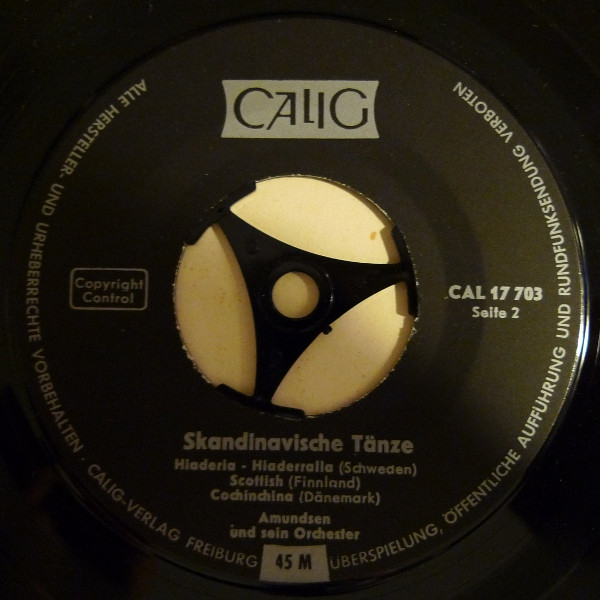 CALIG
ALLE HERSTELLER- UND URHEBERRECHTE VORBEHALTEN · CALIG-VERLAG FREIBURG
45 M
ÜBERSPIELUNG, ÖFFENTLICHE AUFFÜHRUNG UND RUNDFUNKSENDUNG VERBOTEN
Copyright
Control
CAL 17 703
Seite 2
Skandinavische Tänze
Hiaderia - Hiaderralla (Schweden)
Scottish (Finnland)
Cochinchina (Dänemark)
Amundsen
und sein Orchester